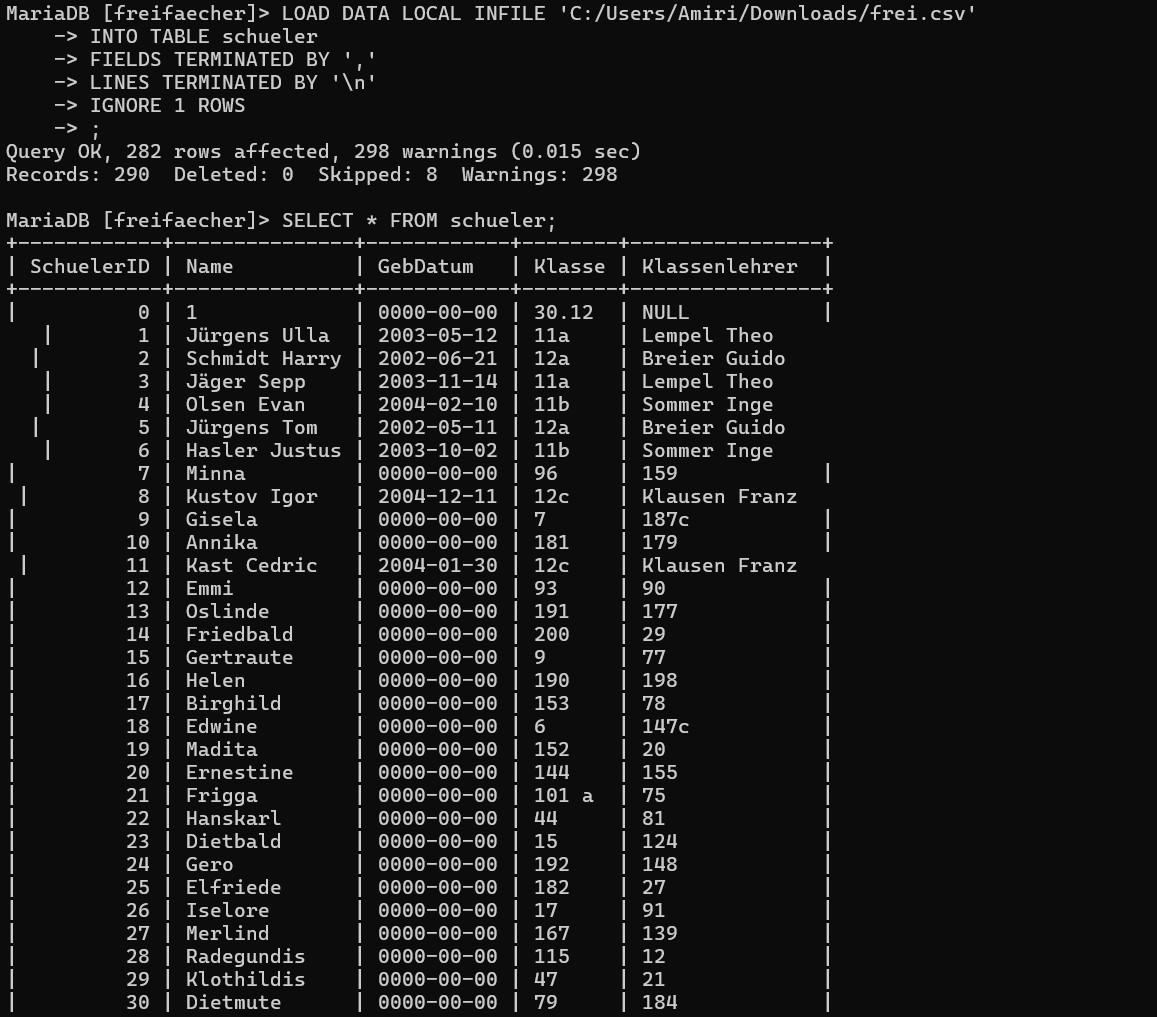 MariaDB [freifaecher]> LOAD DATA LOCAL INFILE 'C:/Users/Amiri/Downloads/frei.csv'
    -> INTO TABLE schueler
    -> FIELDS TERMINATED BY ','
    -> LINES TERMINATED BY '\n'
    -> IGNORE 1 ROWS
    -> ;
Query OK, 282 rows affected, 298 warnings (0.015 sec)
Records: 290  Deleted: 0  Skipped: 8  Warnings: 298

MariaDB [freifaecher]> SELECT * FROM schueler;
+------------+---------------+------------+--------+----------------+
| SchuelerID | Name          | GebDatum   | Klasse | Klassenlehrer  |
+------------+---------------+------------+--------+----------------+
|          0 | 1             | 0000-00-00 | 30.12  | NULL           |
   |       1 | Jürgens Ulla  | 2003-05-12 | 11a    | Lempel Theo
  |        2 | Schmidt Harry | 2002-06-21 | 12a    | Breier Guido
   |       3 | Jäger Sepp    | 2003-11-14 | 11a    | Lempel Theo
   |       4 | Olsen Evan    | 2004-02-10 | 11b    | Sommer Inge
  |        5 | Jürgens Tom   | 2002-05-11 | 12a    | Breier Guido
   |       6 | Hasler Justus | 2003-10-02 | 11b    | Sommer Inge
|          7 | Minna         | 0000-00-00 | 96     | 159            |
 |         8 | Kustov Igor   | 2004-12-11 | 12c    | Klausen Franz
|          9 | Gisela        | 0000-00-00 | 7      | 187c           |
|         10 | Annika        | 0000-00-00 | 181    | 179            |
 |        11 | Kast Cedric   | 2004-01-30 | 12c    | Klausen Franz
|         12 | Emmi          | 0000-00-00 | 93     | 90             |
|         13 | Oslinde       | 0000-00-00 | 191    | 177            |
|         14 | Friedbald     | 0000-00-00 | 200    | 29             |
|         15 | Gertraute     | 0000-00-00 | 9      | 77             |
|         16 | Helen         | 0000-00-00 | 190    | 198            |
|         17 | Birghild      | 0000-00-00 | 153    | 78             |
|         18 | Edwine        | 0000-00-00 | 6      | 147c           |
|         19 | Madita        | 0000-00-00 | 152    | 20             |
|         20 | Ernestine     | 0000-00-00 | 144    | 155            |
|         21 | Frigga        | 0000-00-00 | 101 a  | 75             |
|         22 | Hanskarl      | 0000-00-00 | 44     | 81             |
|         23 | Dietbald      | 0000-00-00 | 15     | 124            |
|         24 | Gero          | 0000-00-00 | 192    | 148            |
|         25 | Elfriede      | 0000-00-00 | 182    | 27             |
|         26 | Iselore       | 0000-00-00 | 17     | 91             |
|         27 | Merlind       | 0000-00-00 | 167    | 139            |
|         28 | Radegundis    | 0000-00-00 | 115    | 12             |
|         29 | Klothildis    | 0000-00-00 | 47     | 21             |
|         30 | Dietmute      | 0000-00-00 | 79     | 184            |